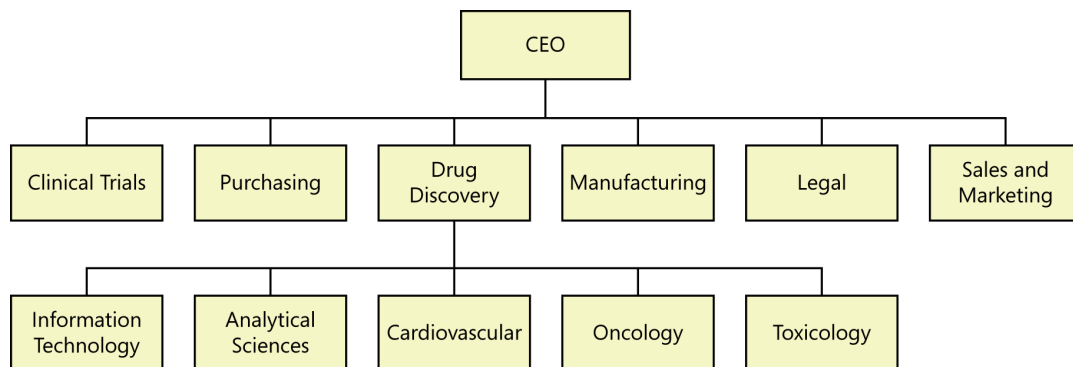 CEO
Clinical Trials
Purchasing
Drug
Discovery
Manufacturing
Legal
Sales and
Marketing
Information
Technology
Analytical
Sciences
Cardiovascular
Oncology
Toxicology